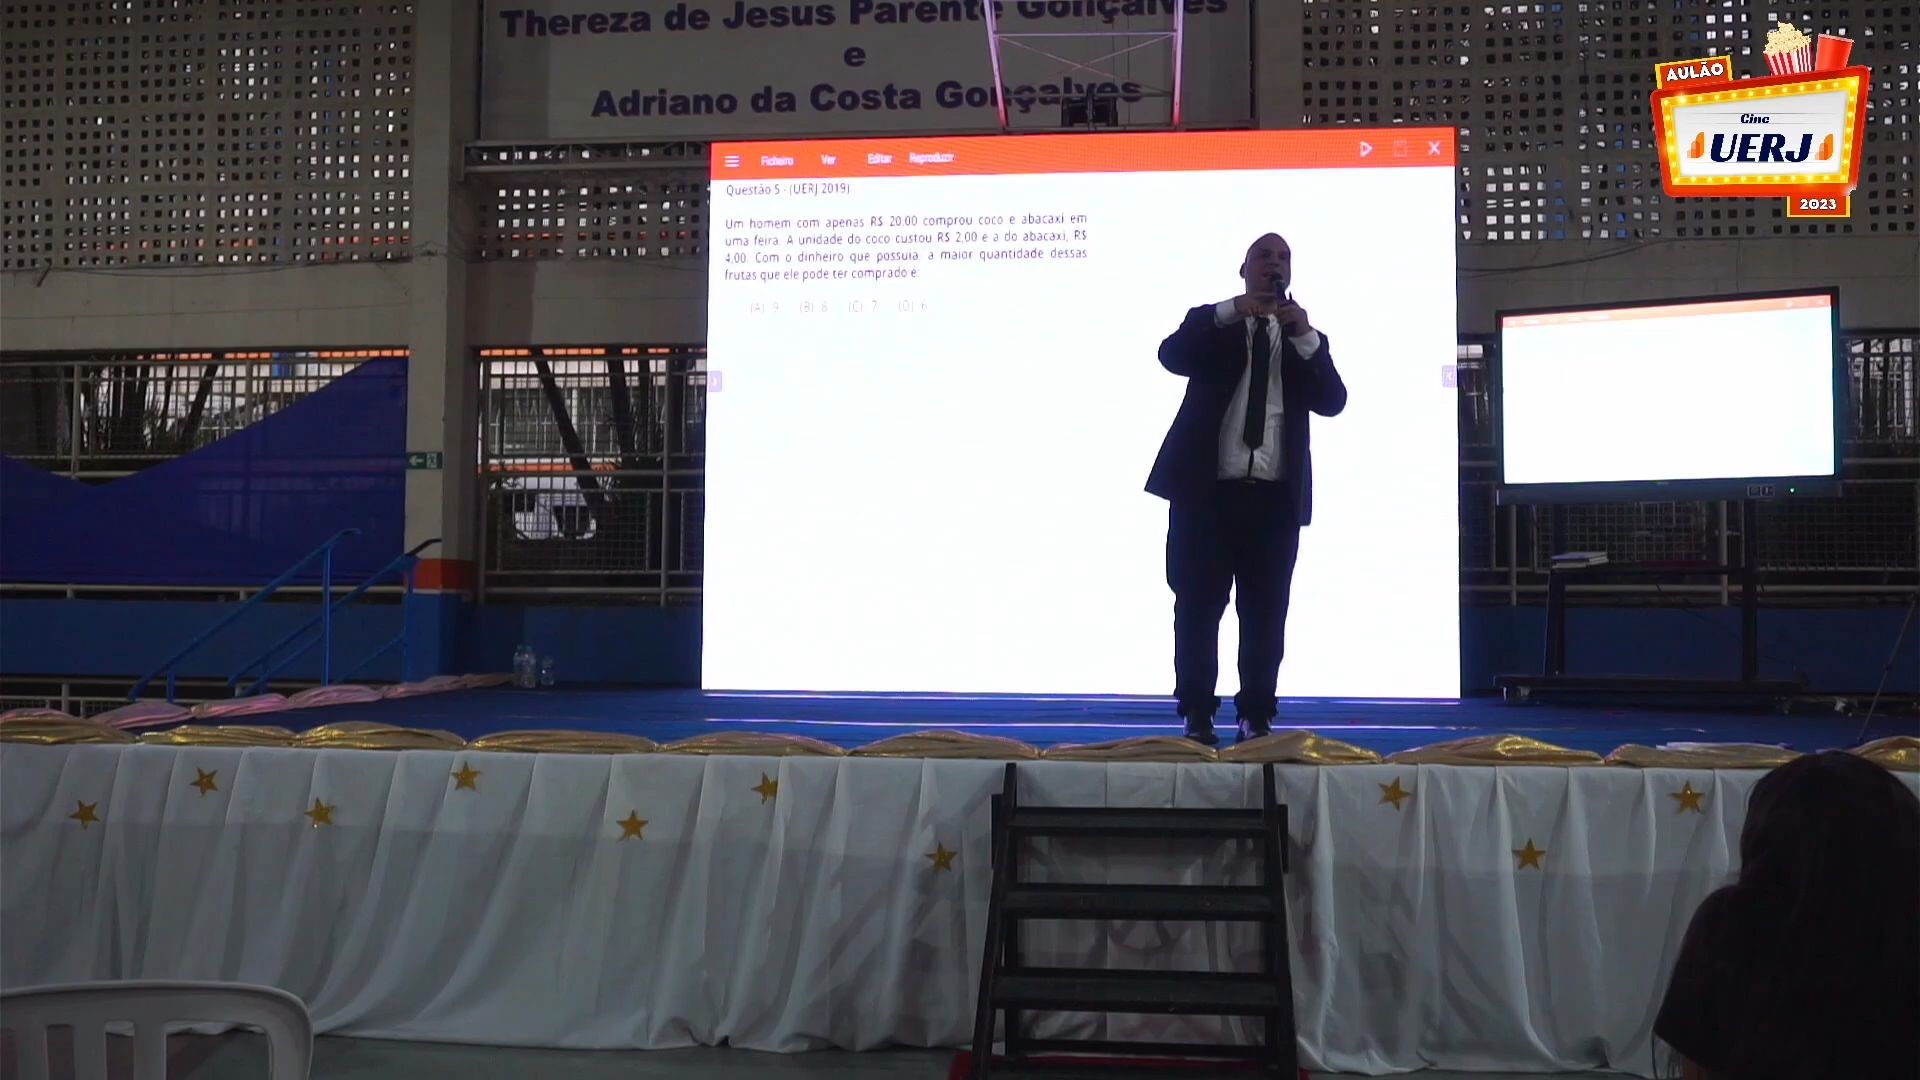 Thereza de Jesus Parente Gonçalves
e
Adriano da Costa Gonçalves
AULÃO
Cine
UERJ
2023
Ficheiro Ver Editar Reproduzir
Questão 5 - (UERJ 2019)
Um homem com apenas R$ 20,00 comprou coco e abacaxi em
uma feira. A unidade do coco custou R$ 2,00 e a do abacaxi, R$
4,00. Com o dinheiro que possuía, a maior quantidade dessas
frutas que ele pode ter comprado é:
(A) 9 (B) 8 (C) 7 (D) 6